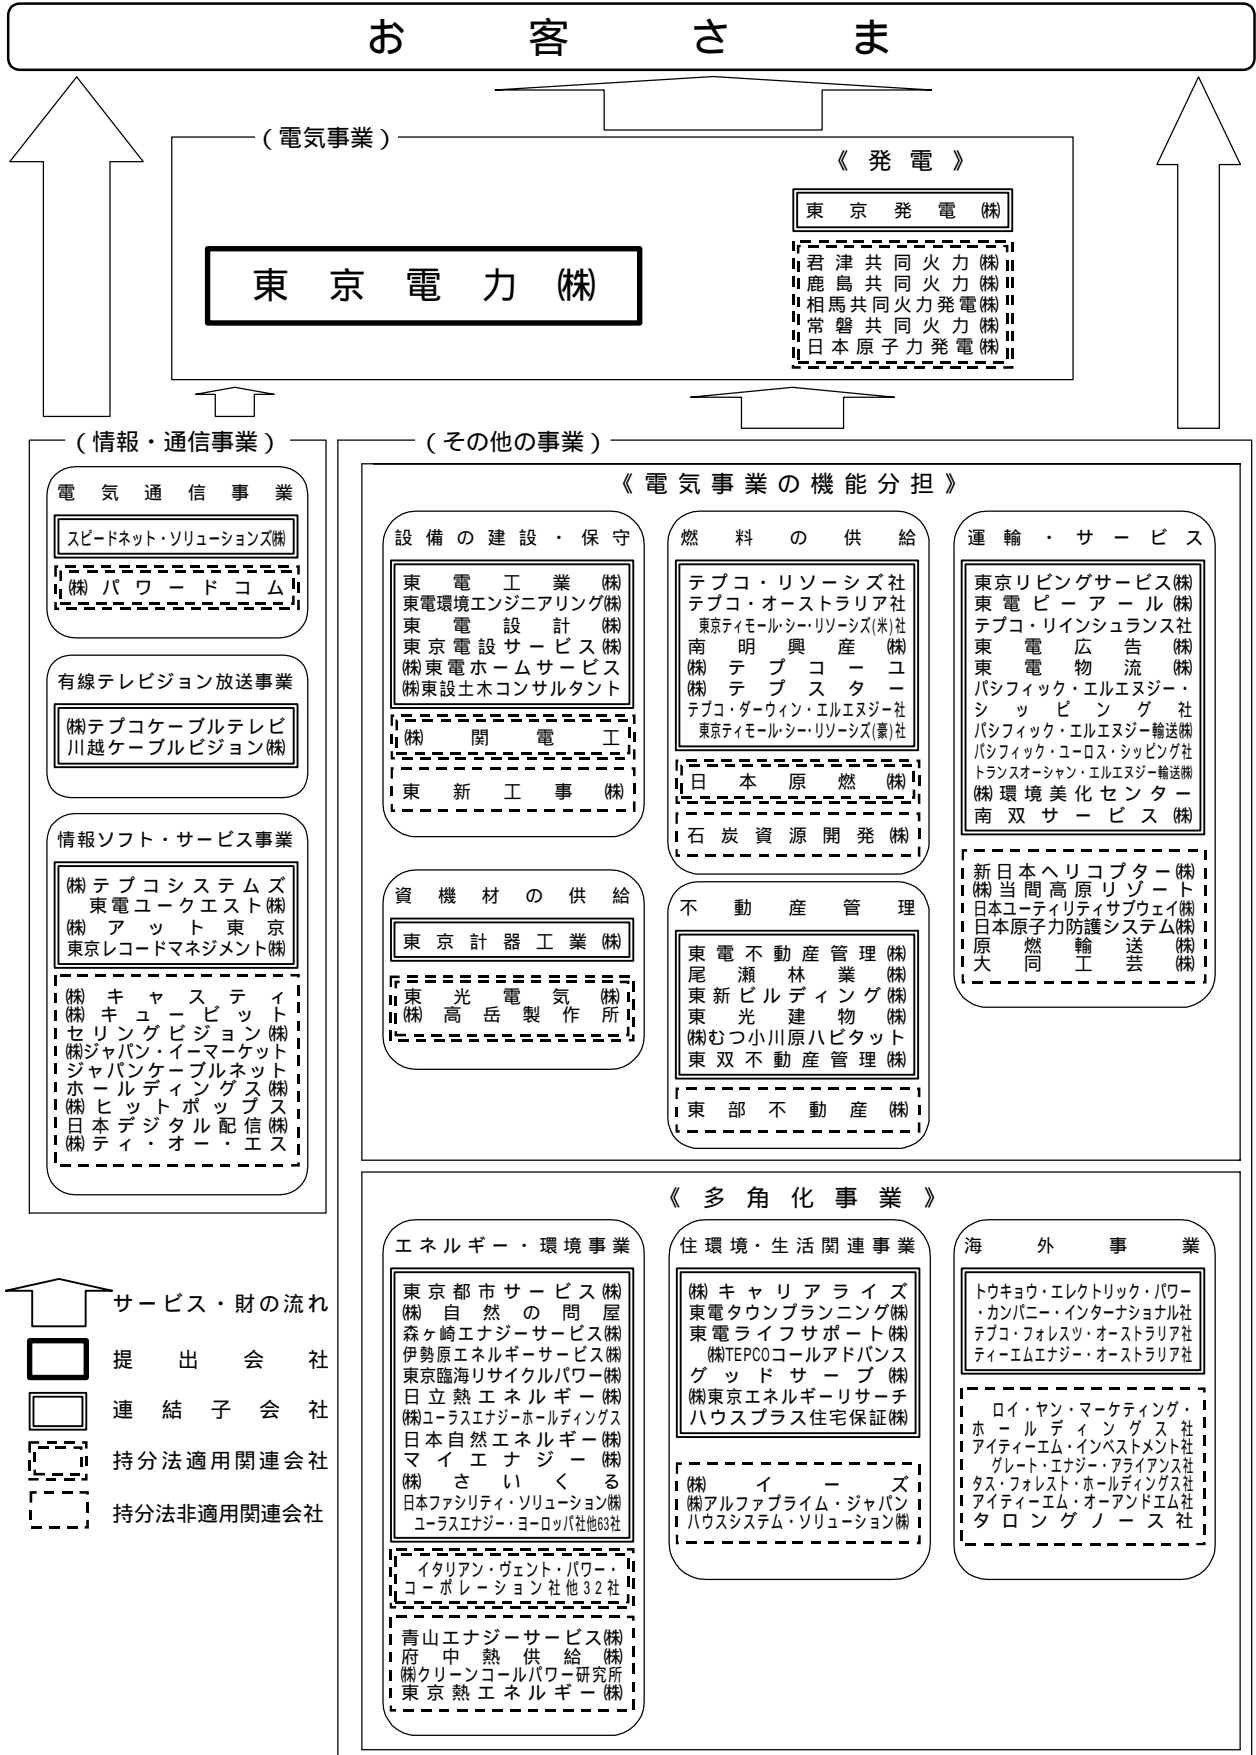 お客さま
(電気事業)
《発電》
東京発電㈱
東京電力㈱
君津共同火力㈱
鹿島共同火力㈱
相馬共同火力発電㈱
常磐共同火力㈱
日本原子力発電㈱
(情報・通信事業)
電気通信事業
スピードネット・ソリューションズ㈱
㈱パワードコム
有線テレビジョン放送事業
㈱テプコケーブルテレビ
川越ケーブルビジョン㈱
情報ソフト・サービス事業
㈱テプコシステムズ
東電ユークエスト㈱
㈱アット東京
東京レコードマネジメント㈱
㈱キャスティ
㈱キュービット
セリングビジョン㈱
㈱ジャパン・イーマーケット
ジャパンケーブルネット
ホールディングス㈱
㈱ヒットポップス
日本デジタル配信㈱
㈱ティ・オー・エス
(その他の事業)
《電気事業の機能分担》
設備の建設・保守
東電工業㈱
東電環境エンジニアリング㈱
東電設計㈱
東京電設サービス㈱
㈱東電ホームサービス
㈱東設土木コンサルタント
㈱関電工
東新工事㈱
資機材の供給
東京計器工業㈱
東光電気㈱
㈱高岳製作所
燃料の供給
テプコ・リソーシズ社
テプコ・オーストラリア社
東京ティモール・シー・リソーシズ(米)社
南明興産㈱
㈱テプコーユ
㈱テプスター
テプコ・ダーウィン・エルエヌジー社
東京ティモール・シー・リソーシズ(豪)社
日本原燃㈱
石炭資源開発㈱
不動産管理
東電不動産管理㈱
尾瀬林業㈱
東新ビルディング㈱
東光建物㈱
㈱むつ小川原ハビタット
東双不動産管理㈱
東部不動産㈱
運輸・サービス
東京リビングサービス㈱
東電ピーアール㈱
テプコ・リインシュランス社
東電広告㈱
東電物流㈱
パシフィック・エルエヌジー・
シッピング社
パシフィック・エルエヌジー輸送㈱
パシフィック・ユーロス・シッピング社
トランスオーシャン・エルエヌジー輸送㈱
㈱環境美化センター
南双サービス㈱
新日本ヘリコプター㈱
㈱当間高原リゾート
日本ユーティリティサブウェイ㈱
日本原子力防護システム㈱
原燃輸送㈱
大同工芸㈱
《多角化事業》
エネルギー・環境事業
東京都市サービス㈱
㈱自然の問屋
森ヶ崎エナジーサービス㈱
伊勢原エネルギーサービス㈱
東京臨海リサイクルパワー㈱
日立熱エネルギー㈱
㈱ユーラスエナジーホールディングス
日本自然エネルギー㈱
マイエナジー㈱
㈱さいくる
日本ファシリティ・ソリューション㈱
ユーラスエナジー・ヨーロッパ社他63社
イタリアン・ヴェント・パワー・
コーポレーション社他32社
青山エナジーサービス㈱
府中熱供給㈱
㈱クリーンコールパワー研究所
東京熱エネルギー㈱
住環境・生活関連事業
㈱キャリアライズ
東電タウンプランニング㈱
東電ライフサポート㈱
㈱TEPCOコールアドバンス
グッドサーブ㈱
㈱東京エネルギーリサーチ
ハウスプラス住宅保証㈱
㈱イーズ
㈱アルファプライム・ジャパン
ハウスシステム・ソリューション㈱
海外事業
トウキョウ・エレクトリック・パワー
・カンパニー・インターナショナル社
テプコ・フォレスツ・オーストラリア社
ティーエムエナジー・オーストラリア社
ロイ・ヤン・マーケティング・
ホールディングス社
アイティーエム・インベストメント社
グレート・エナジー・アライアンス社
タス・フォレスト・ホールディングス社
アイティーエム・オーアンドエム社
タロングノース社
サービス・財の流れ
提出会社
連結子会社
持分法適用関連会社
持分法非適用関連会社